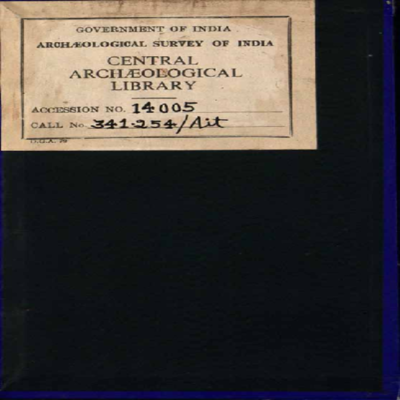 GOVERNMENT OF INDIA
ARCHÆOLOGICAL SURVEY OF INDIA
CENTRAL
ARCHÆOLOGICAL
LIBRARY
ACCESSION NO. 14005
CALL No. 341.254/Ait